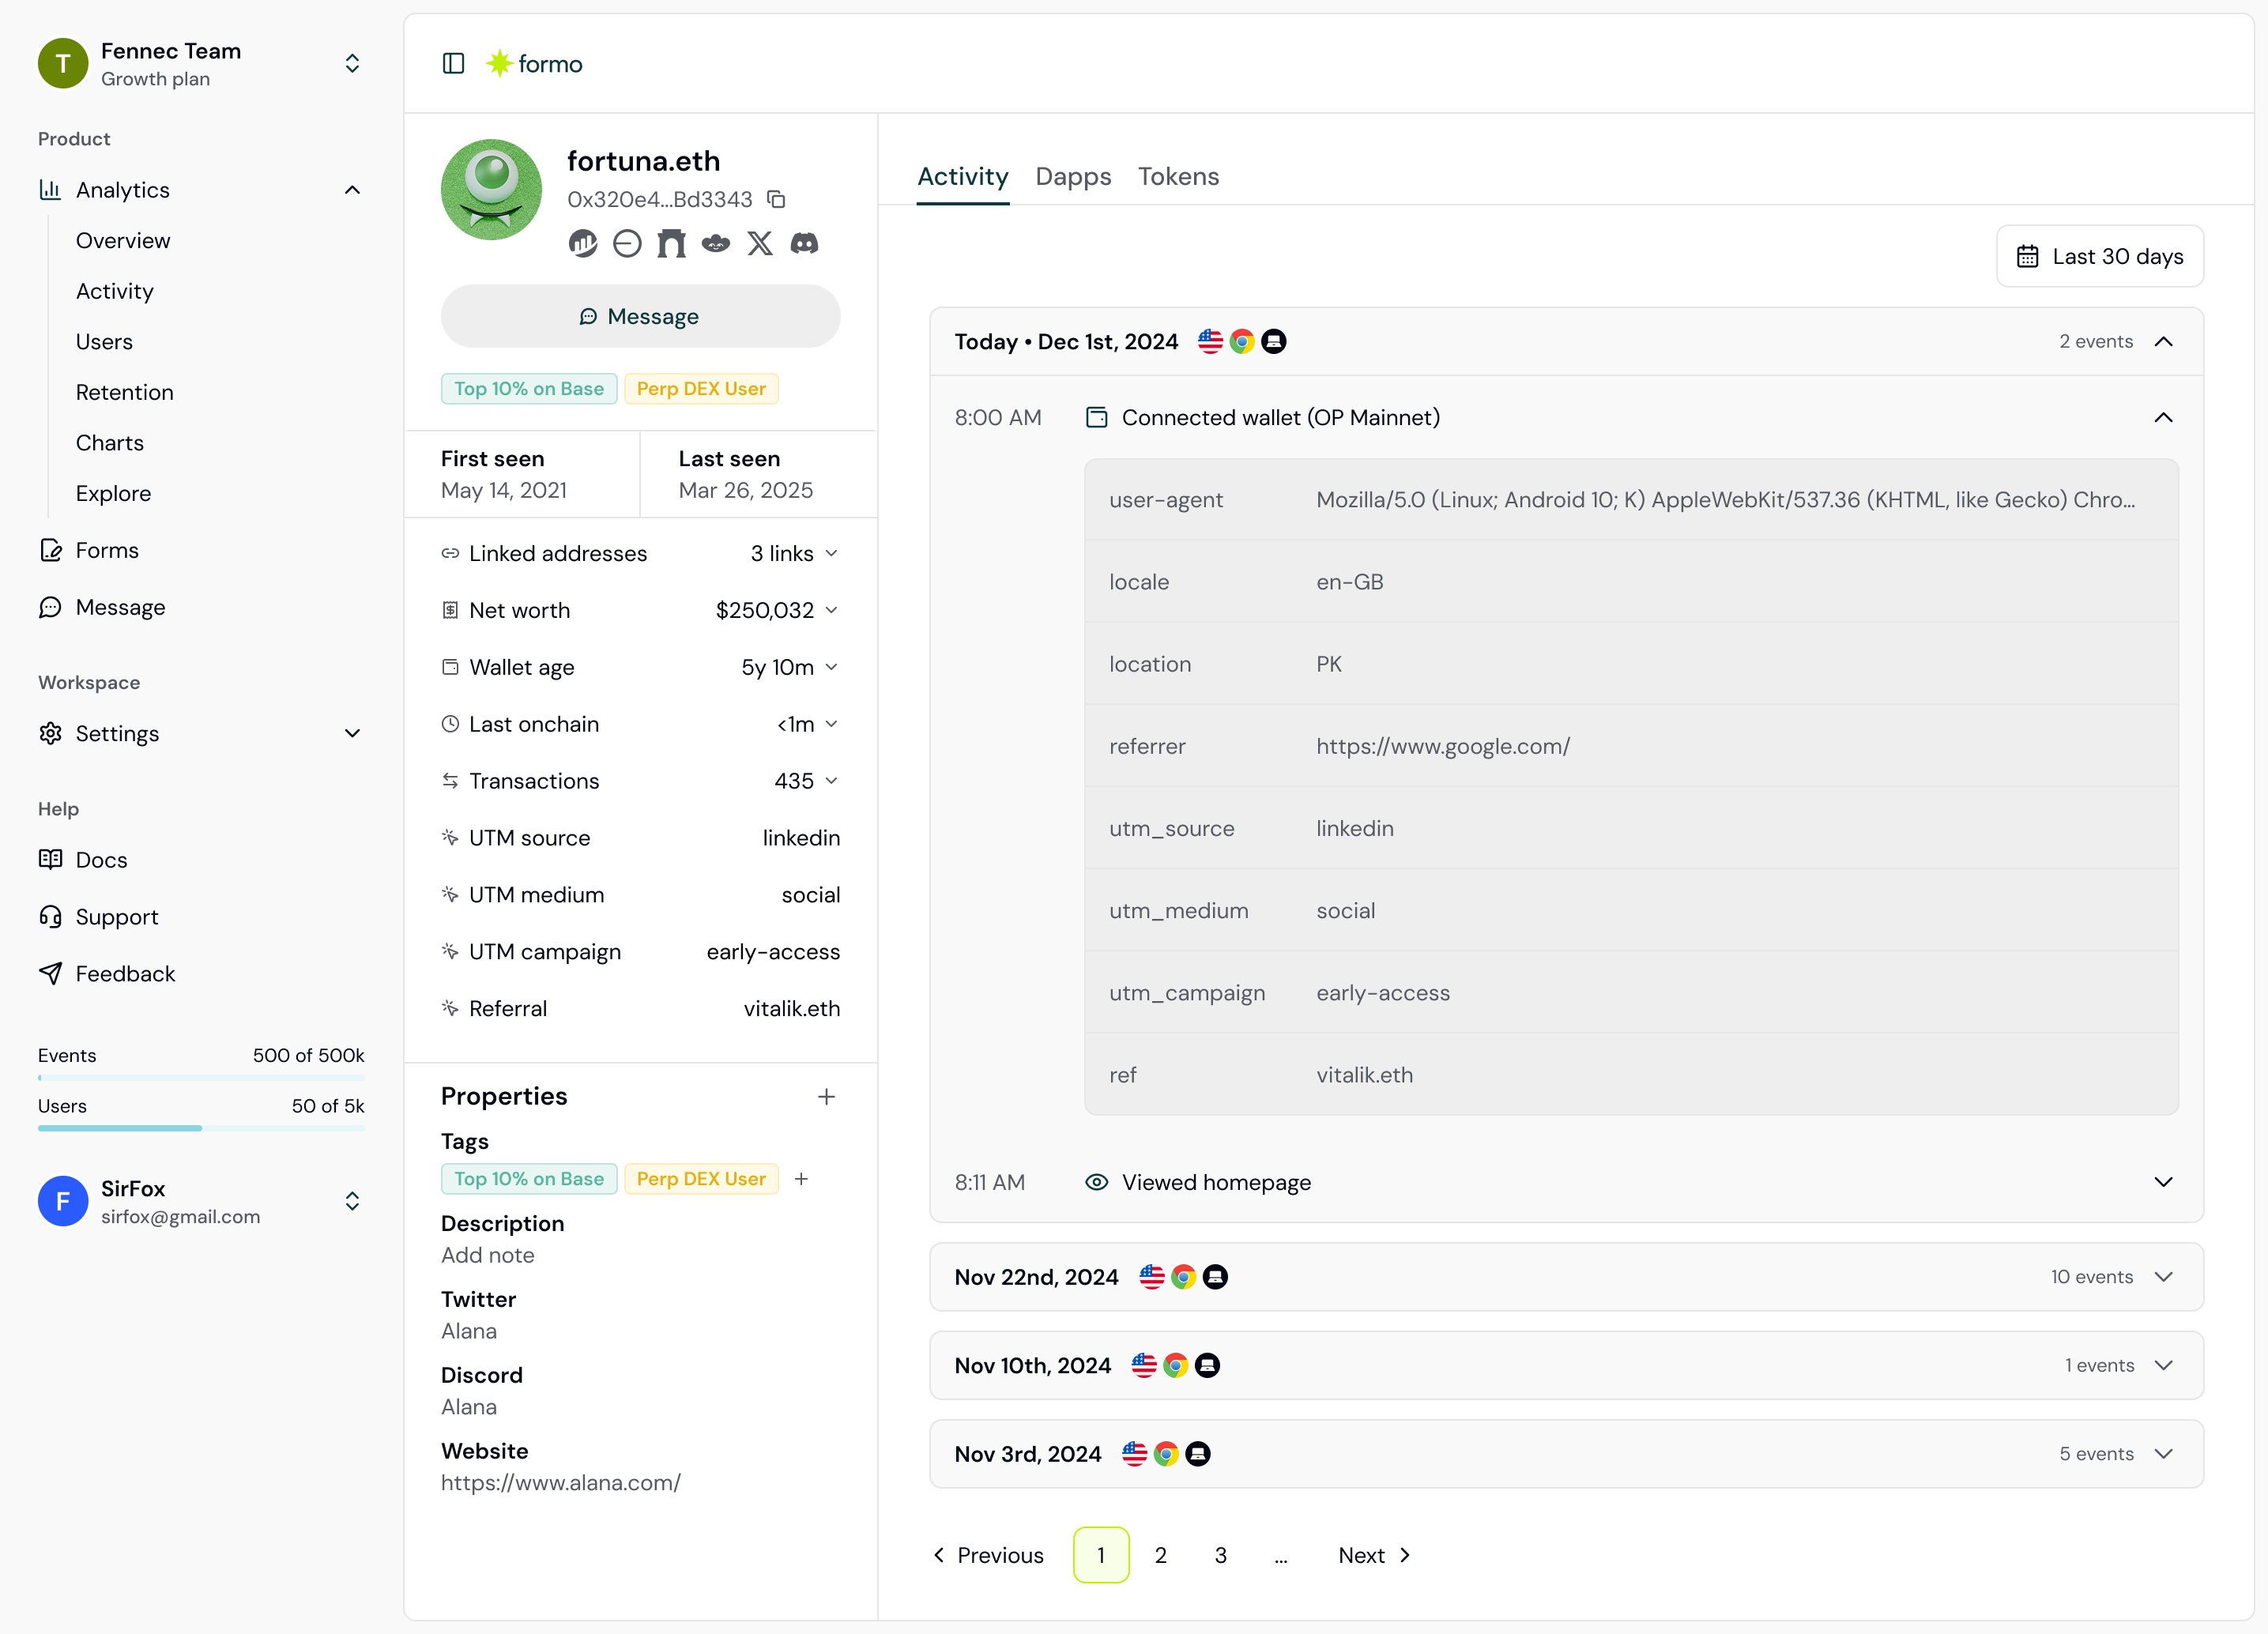 T
Fennec Team
Growth plan
Product
Analytics
Overview
Activity
Users
Retention
Charts
Explore
Forms
Message
Workspace
Settings
Help
Docs
Support
Feedback
Events 500 of 500k
Users 50 of 5k
F
SirFox
sirfox@gmail.com
formo
fortuna.eth
0x320e4...Bd3343
Message
Top 10% on Base Perp DEX User
First seen Last seen
May 14, 2021 Mar 26, 2025
Linked addresses 3 links
Net worth $250,032
Wallet age 5y 10m
Last onchain <1m
Transactions 435
UTM source linkedin
UTM medium social
UTM campaign early-access
Referral vitalik.eth
Properties
Tags
Top 10% on Base Perp DEX User
Description
Add note
Twitter
Alana
Discord
Alana
Website
https://www.alana.com/
Activity Dapps Tokens
Last 30 days
Today • Dec 1st, 2024 2 events
8:00 AM Connected wallet (OP Mainnet)
user-agent Mozilla/5.0 (Linux; Android 10; K) AppleWebKit/537.36 (KHTML, like Gecko) Chro...
locale en-GB
location PK
referrer https://www.google.com/
utm_source linkedin
utm_medium social
utm_campaign early-access
ref vitalik.eth
8:11 AM Viewed homepage
Nov 22nd, 2024 10 events
Nov 10th, 2024 1 events
Nov 3rd, 2024 5 events
Previous 1 2 3 ... Next